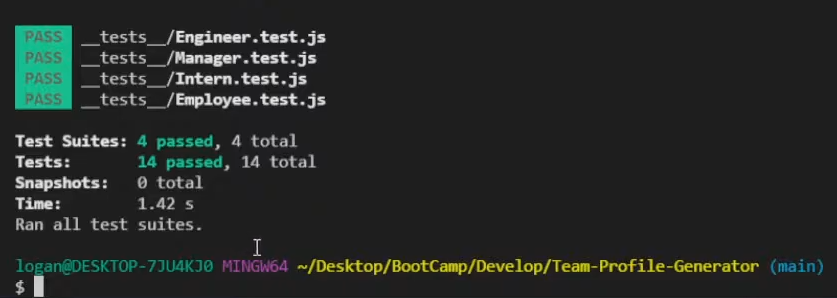 PASS __tests__/Engineer.test.js
PASS __tests__/Manager.test.js
PASS __tests__/Intern.test.js
PASS __tests__/Employee.test.js
Test Suites: 4 passed, 4 total
Tests: 14 passed, 14 total
Snapshots: 0 total
Time: 1.42 s
Ran all test suites.
logan@DESKTOP-7JU4KJ0 MINGW64 ~/Desktop/BootCamp/Develop/Team-Profile-Generator (main)
$